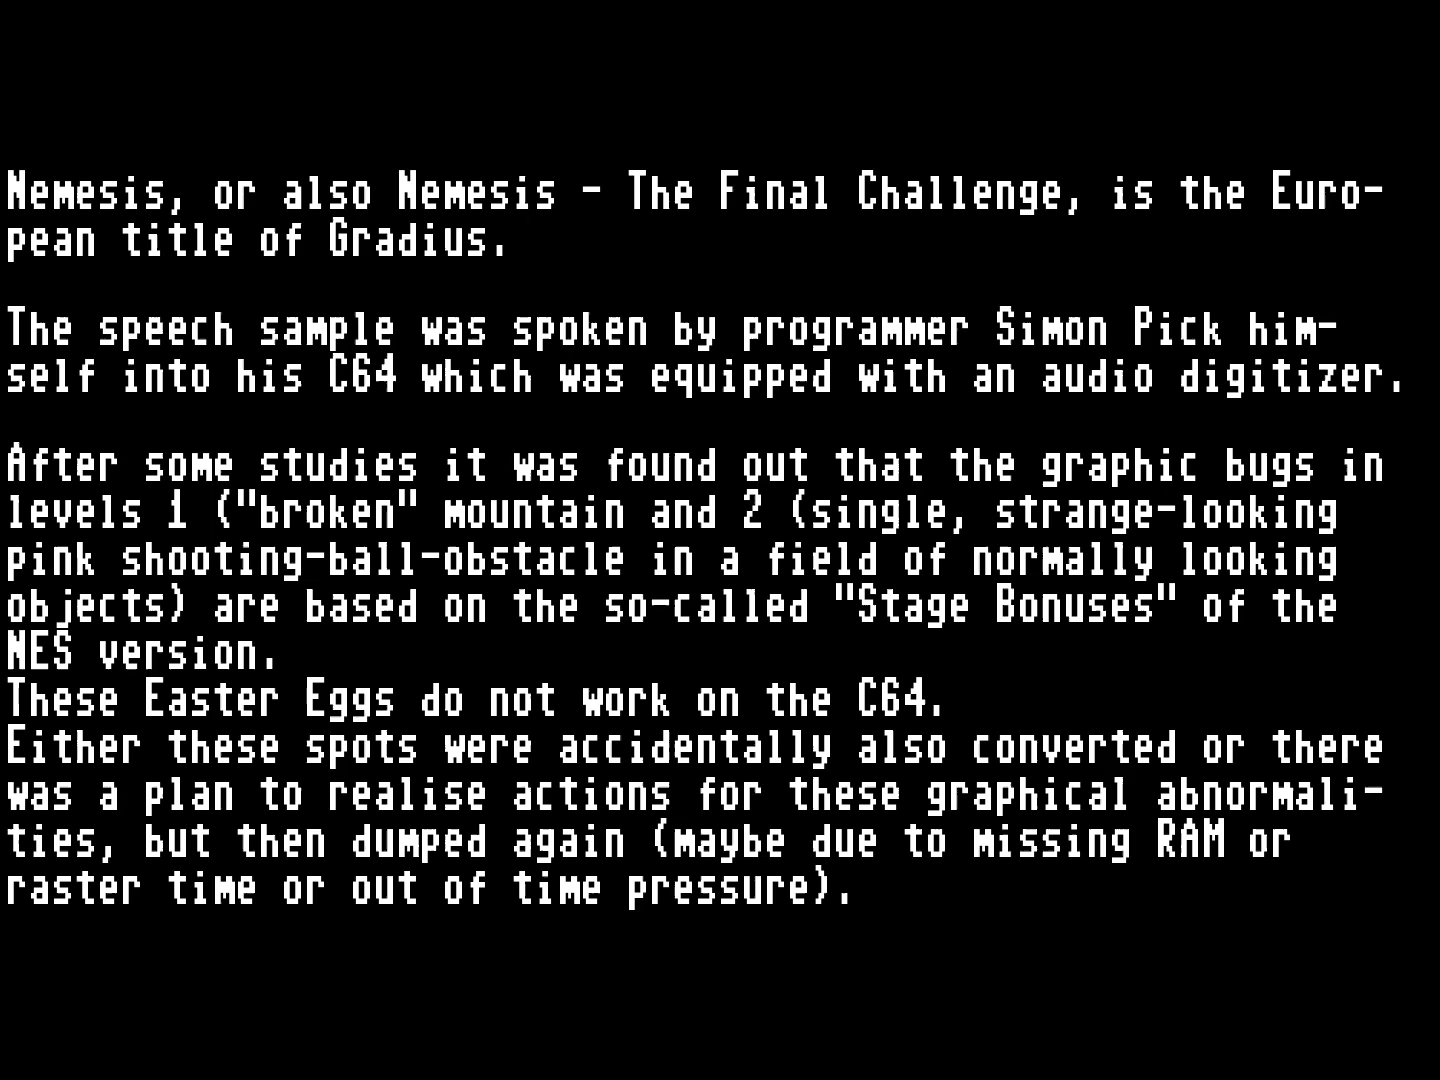 Nemesis, or also Nemesis - The Final Challenge, is the Euro-
pean title of Gradius.
The speech sample was spoken by programmer Simon Pick him-
self into his C64 which was equipped with an audio digitizer.
After some studies it was found out that the graphic bugs in
levels 1 ("broken" mountain and 2 (single, strange-looking
pink shooting-ball-obstacle in a field of normally looking
objects) are based on the so-called "Stage Bonuses" of the
NES version.
These Easter Eggs do not work on the C64.
Either these spots were accidentally also converted or there
was a plan to realise actions for these graphical abnormali-
ties, but then dumped again (maybe due to missing RAM or
raster time or out of time pressure).